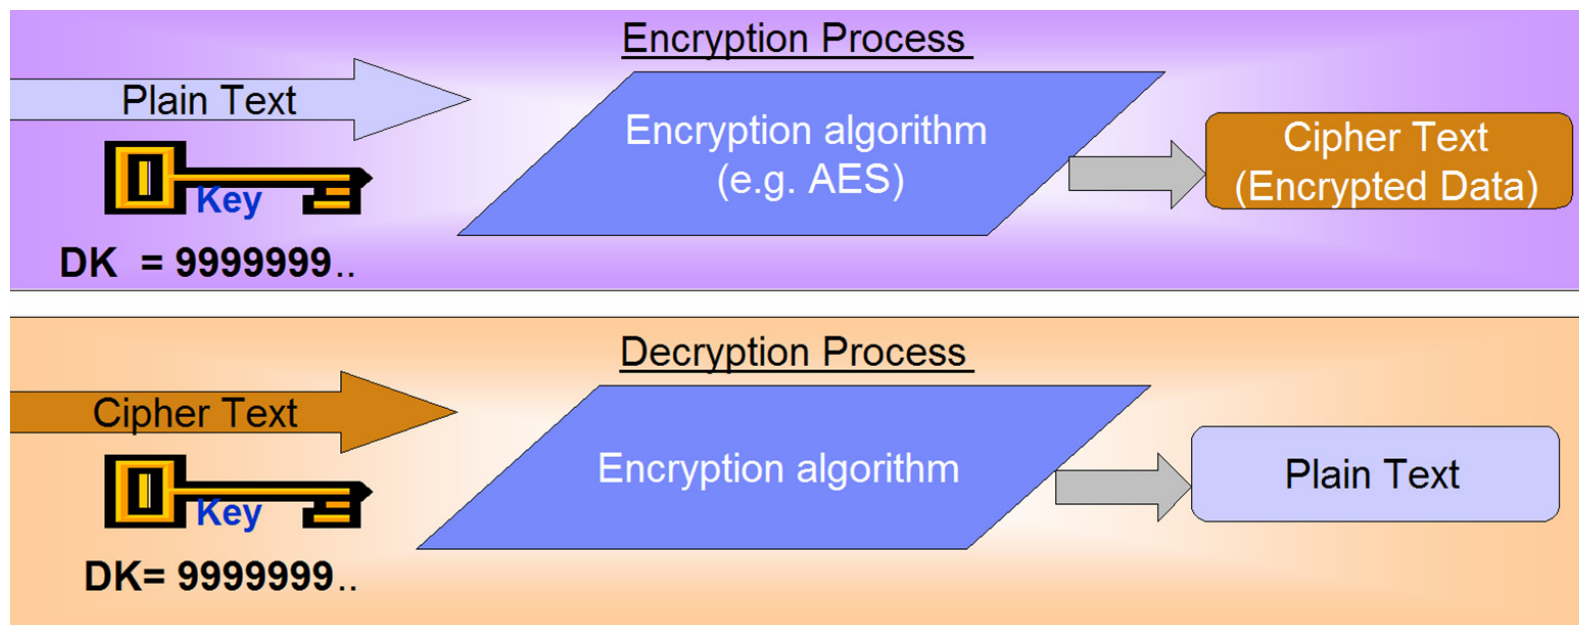 Encryption Process
Plain Text
Encryption algorithm
(e.g. AES)
Cipher Text
(Encrypted Data)
Key
DK = 9999999..
Decryption Process
Cipher Text
Encryption algorithm
Plain Text
Key
DK= 9999999..